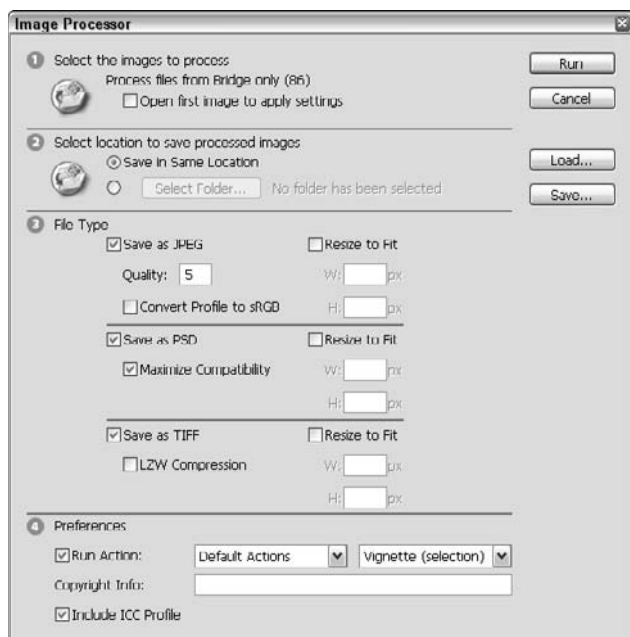 Image Processor
1 Select the images to process
Process files from Bridge only (86)
Open first image to apply settings
Run
Cancel
2 Select location to save processed images
Save in Same Location
Select Folder... No folder has been selected
Load...
Save...
3 File Type
Save as JPEG Resize to Fit
Quality: 5 W: px
Convert Profile to sRGB H: px
Save as PSD Resize to Fit
Maximize Compatibility W: px
H: px
Save as TIFF Resize to Fit
LZW Compression W: px
H: px
4 Preferences
Run Action: Default Actions Vignette (selection)
Copyright Info:
Include ICC Profile